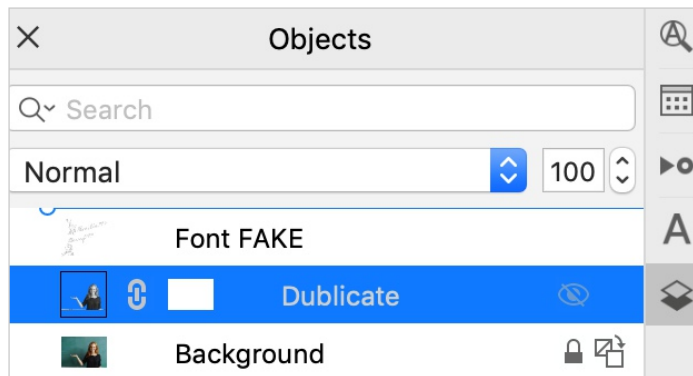 Objects
Search
Normal
100
Font FAKE
Dublicate
Background